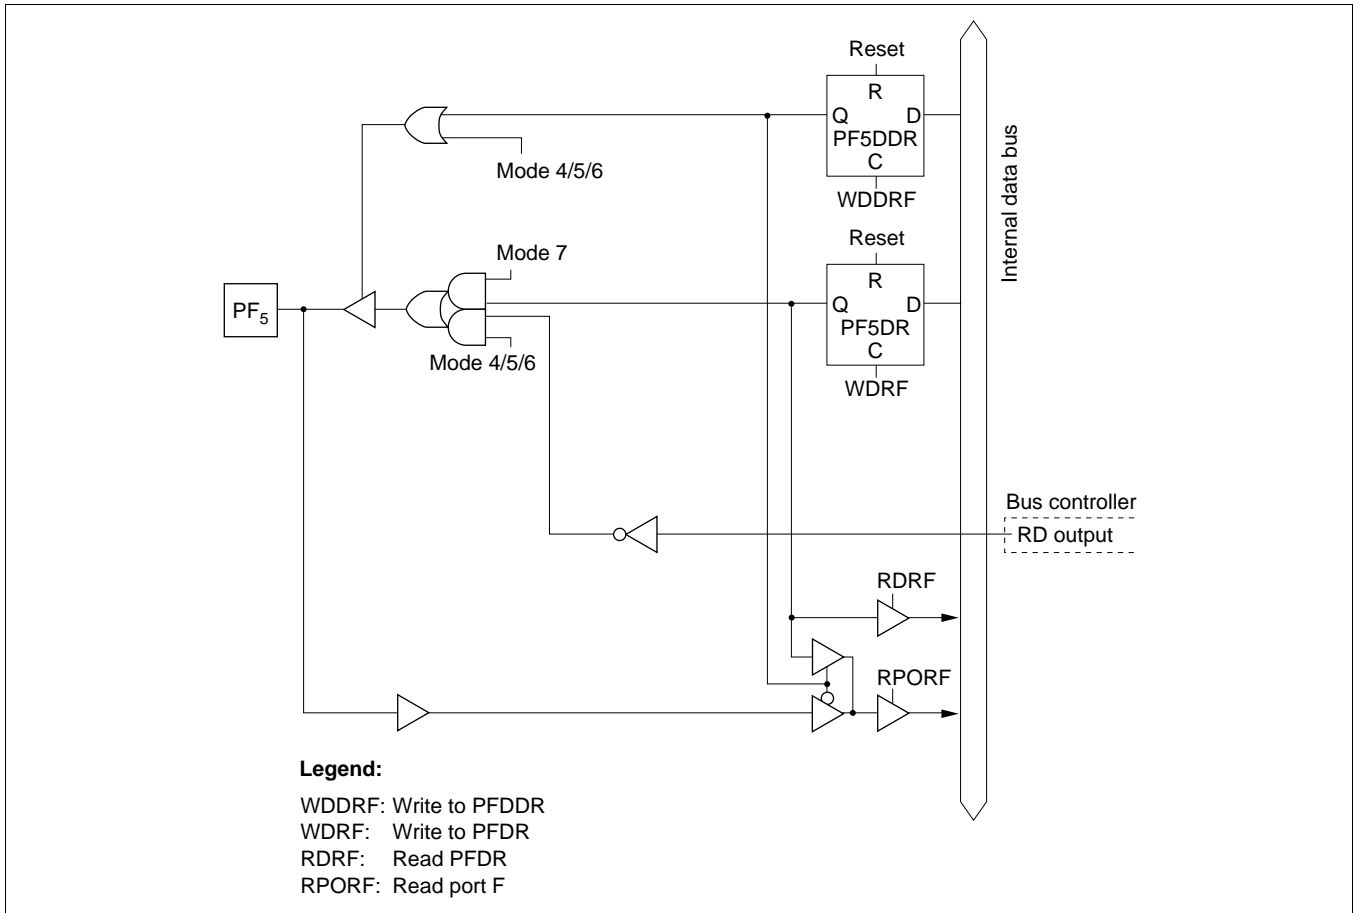 Reset
R
Q D
PF5DDR
C
WDDRF
Mode 4/5/6
Internal data bus
Reset
R
Q D
PF5DR
C
WDRF
Mode 7
PF5
Mode 4/5/6
Bus controller
RD output
RDRF
RPORF
Legend:
WDDRF: Write to PFDDR
WDRF: Write to PFDR
RDRF: Read PFDR
RPORF: Read port F